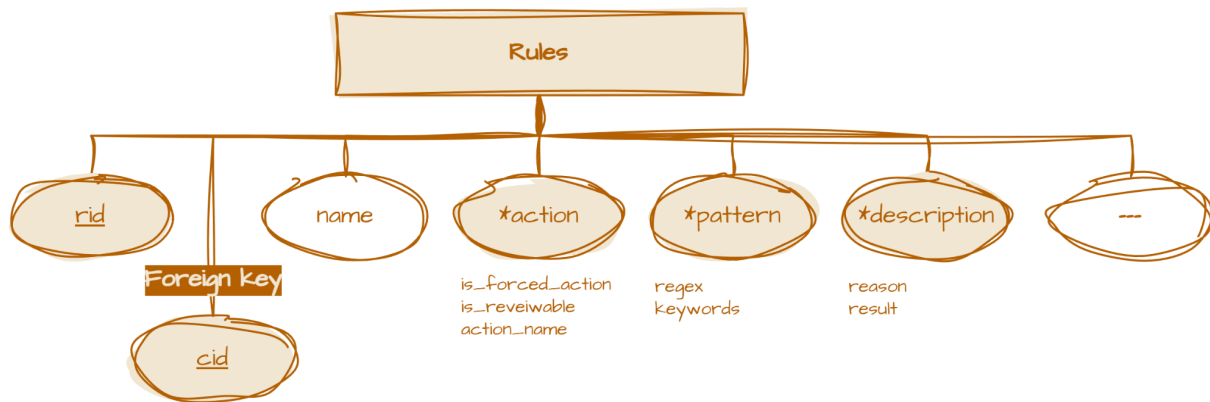 Rules
rid
name
*action
*pattern
*description
---
Foreign key
is_forced_action
is_reveiwable
action_name
regex
keywords
reason
result
cid